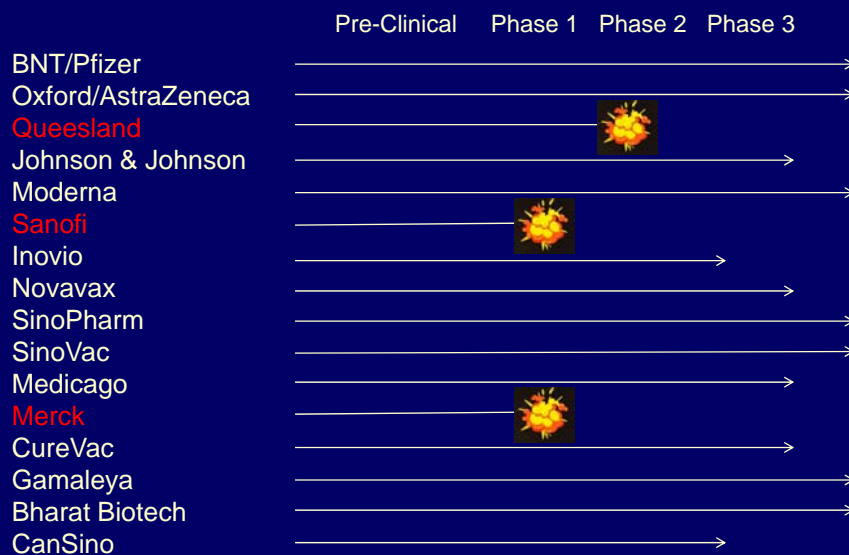 Pre-Clinical Phase 1 Phase 2 Phase 3
BNT/Pfizer
Oxford/AstraZeneca
Queesland
Johnson & Johnson
Moderna
Sanofi
Inovio
Novavax
SinoPharm
SinoVac
Medicago
Merck
CureVac
Gamaleya
Bharat Biotech
CanSino